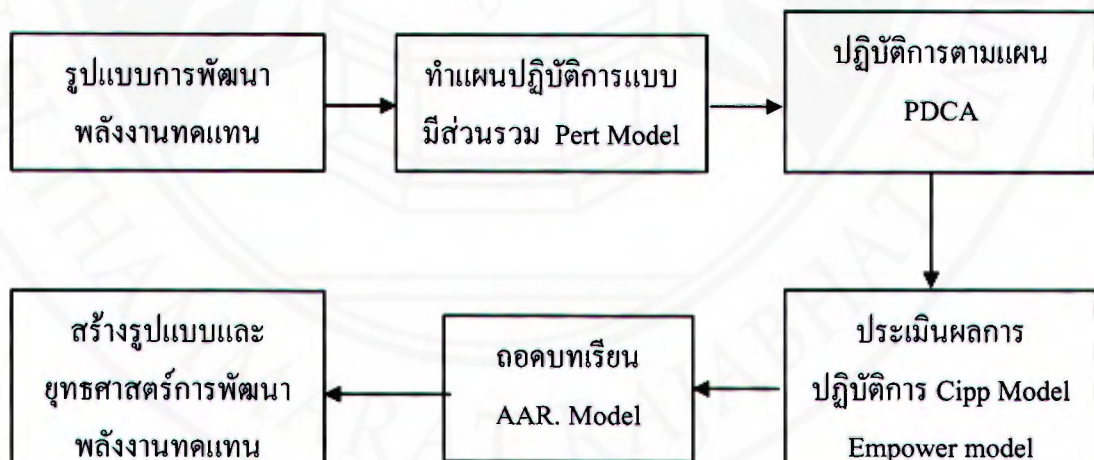 รูปแบบการพัฒนา
พลังงานทดแทน
ทำแผนปฏิบัติการแบบ
มีส่วนรวม Pert Model
ปฏิบัติการตามแผน
PDCA
ประเมินผลการ
ปฏิบัติการ Cipp Model
Empower model
ถอดบทเรียน
AAR. Model
สร้างรูปแบบและ
ยุทธศาสตร์การพัฒนา
พลังงานทดแทน